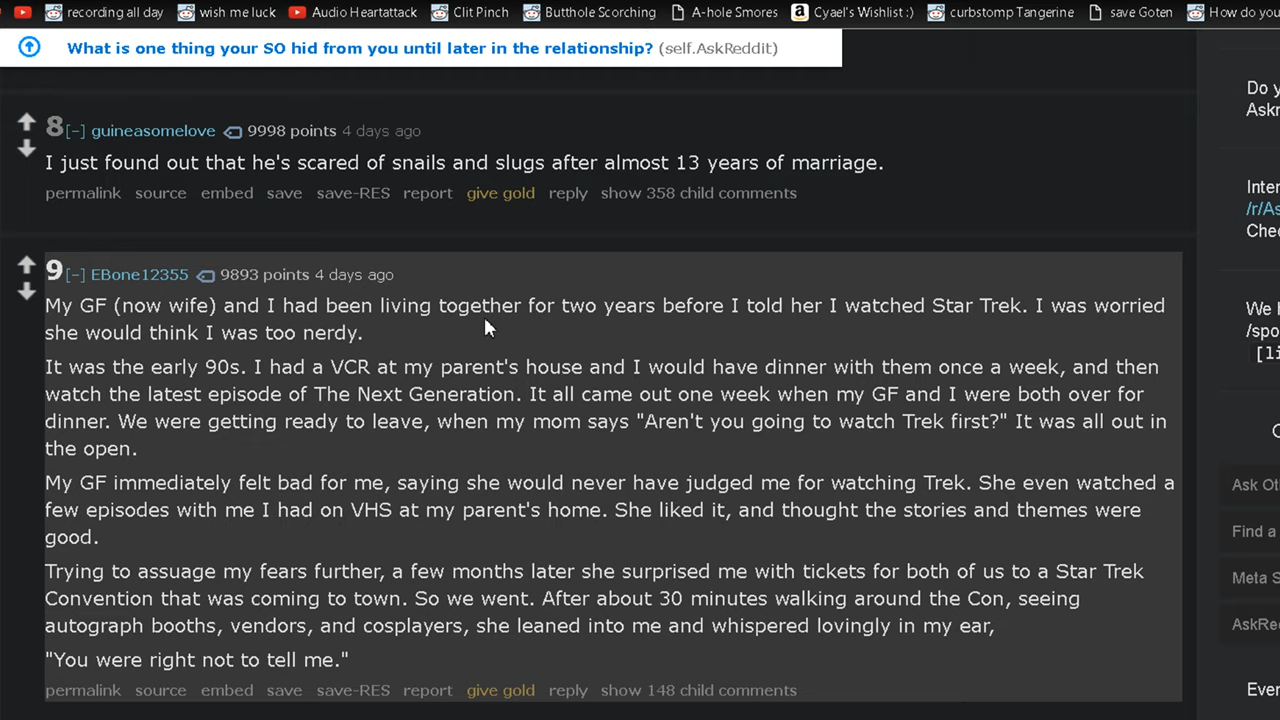 recording all day wish me luck Audio Heartattack Clit Pinch Butthole Scorching A-hole Smores Cyael's Wishlist :) curbstomp Tangerine save Goten How do you
What is one thing your SO hid from you until later in the relationship? (self.AskReddit)
8 [-] guineasomelove 9998 points 4 days ago
I just found out that he's scared of snails and slugs after almost 13 years of marriage.
permalink source embed save save-RES report give gold reply show 358 child comments
9 [-] EBone12355 9893 points 4 days ago
My GF (now wife) and I had been living together for two years before I told her I watched Star Trek. I was worried
she would think I was too nerdy.
It was the early 90s. I had a VCR at my parent's house and I would have dinner with them once a week, and then
watch the latest episode of The Next Generation. It all came out one week when my GF and I were both over for
dinner. We were getting ready to leave, when my mom says "Aren't you going to watch Trek first?" It was all out in
the open.
My GF immediately felt bad for me, saying she would never have judged me for watching Trek. She even watched a
few episodes with me I had on VHS at my parent's home. She liked it, and thought the stories and themes were
good.
Trying to assuage my fears further, a few months later she surprised me with tickets for both of us to a Star Trek
Convention that was coming to town. So we went. After about 30 minutes walking around the Con, seeing
autograph booths, vendors, and cosplayers, she leaned into me and whispered lovingly in my ear,
"You were right not to tell me."
permalink source embed save save-RES report give gold reply show 148 child comments
Do y
Askr
Inter
/r/As
Chec
We h
/spo
[li
Ask Ot
Find a
Meta S
AskRe
Ever